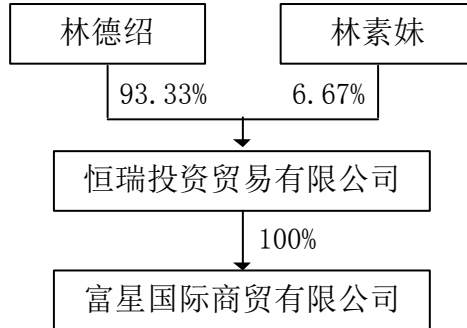 林德绍
林素妹
93.33%
6.67%
恒瑞投资贸易有限公司
100%
富星国际商贸有限公司